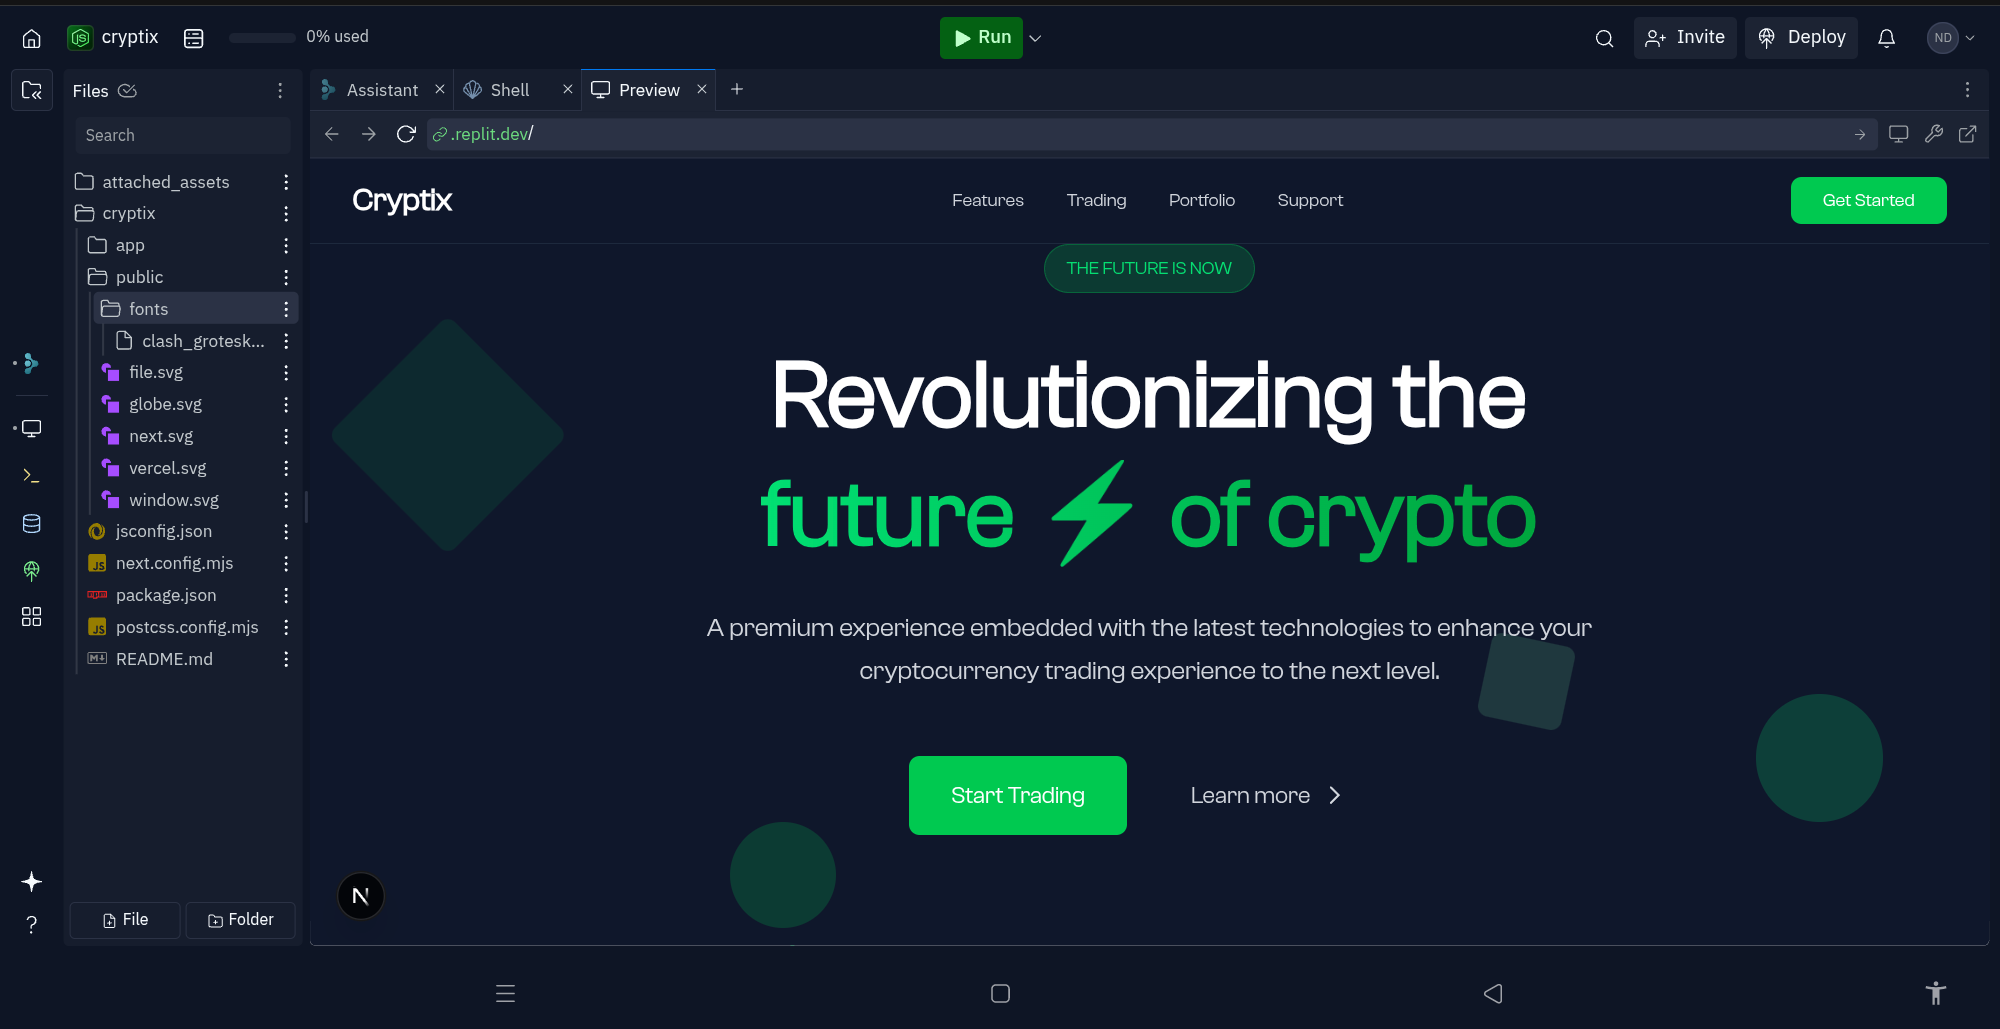 cryptix
0% used
Run
Invite
Deploy
ND
Files
Assistant
Shell
Preview
Search
.replit.dev/
attached_assets
cryptix
app
public
fonts
clash_grotesk...
file.svg
globe.svg
next.svg
vercel.svg
window.svg
jsconfig.json
JS next.config.mjs
package.json
JS postcss.config.mjs
README.md
File
Folder
Cryptix
Features
Trading
Portfolio
Support
Get Started
THE FUTURE IS NOW
Revolutionizing the
future ⚡ of crypto
A premium experience embedded with the latest technologies to enhance your
cryptocurrency trading experience to the next level.
Start Trading
Learn more
N